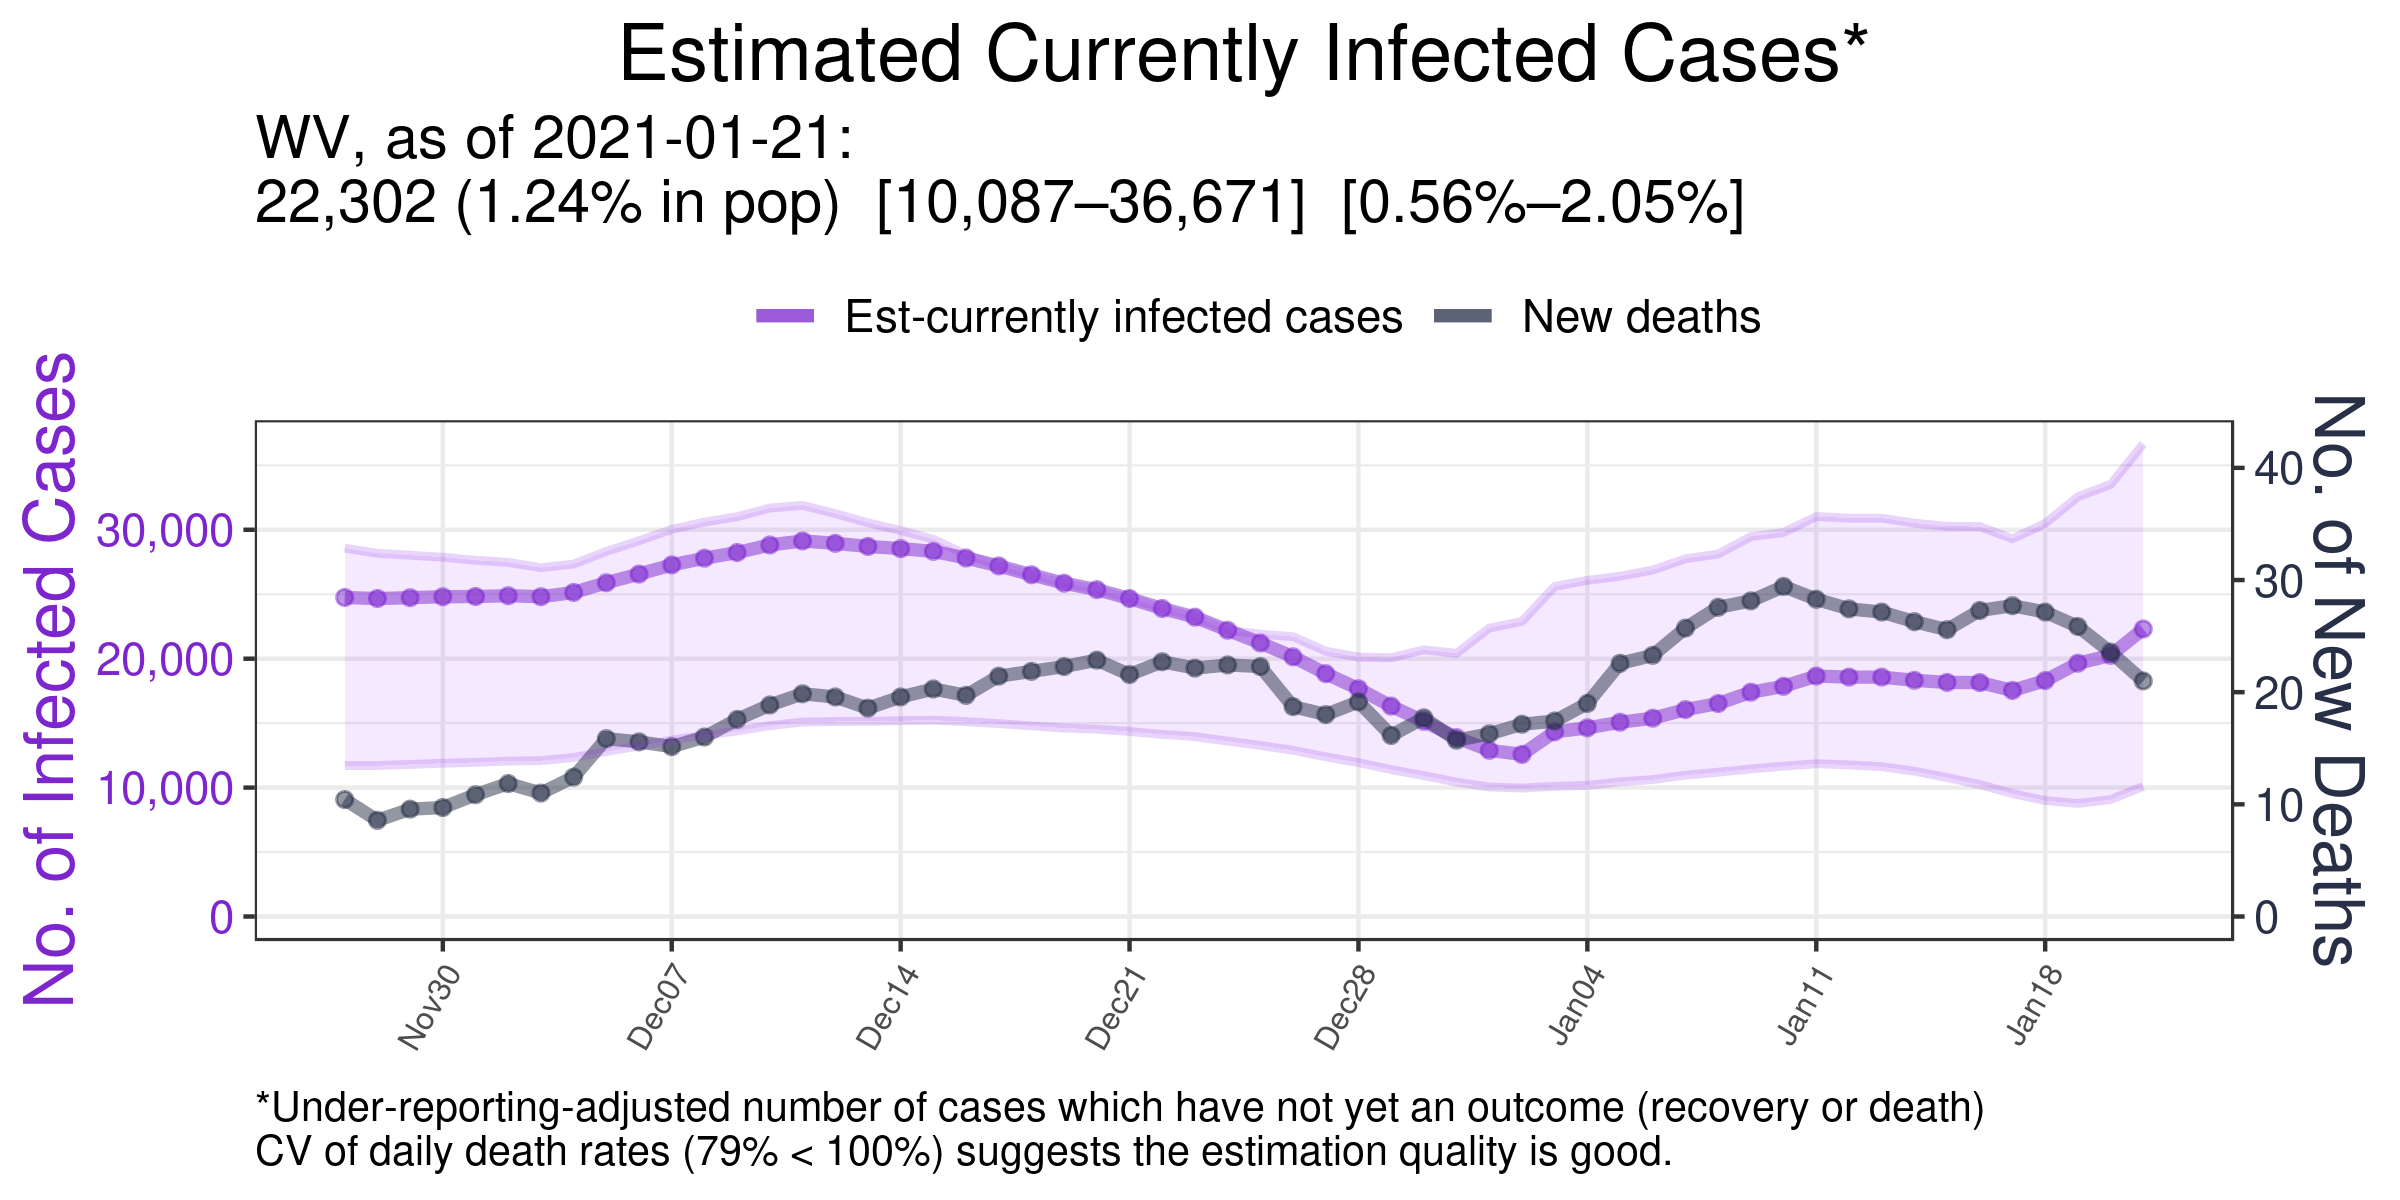 Estimated Currently Infected Cases*
WV, as of 2021-01-21:
22,302 (1.24% in pop)  [10,087–36,671]  [0.56%–2.05%]
Est-currently infected cases
New deaths
No. of Infected Cases
30,000
20,000
10,000
0
40
30
20
10
0
No. of New Deaths
Nov30
Dec07
Dec14
Dec21
Dec28
Jan04
Jan11
Jan18
*Under-reporting-adjusted number of cases which have not yet an outcome (recovery or death)
CV of daily death rates (79% < 100%) suggests the estimation quality is good.